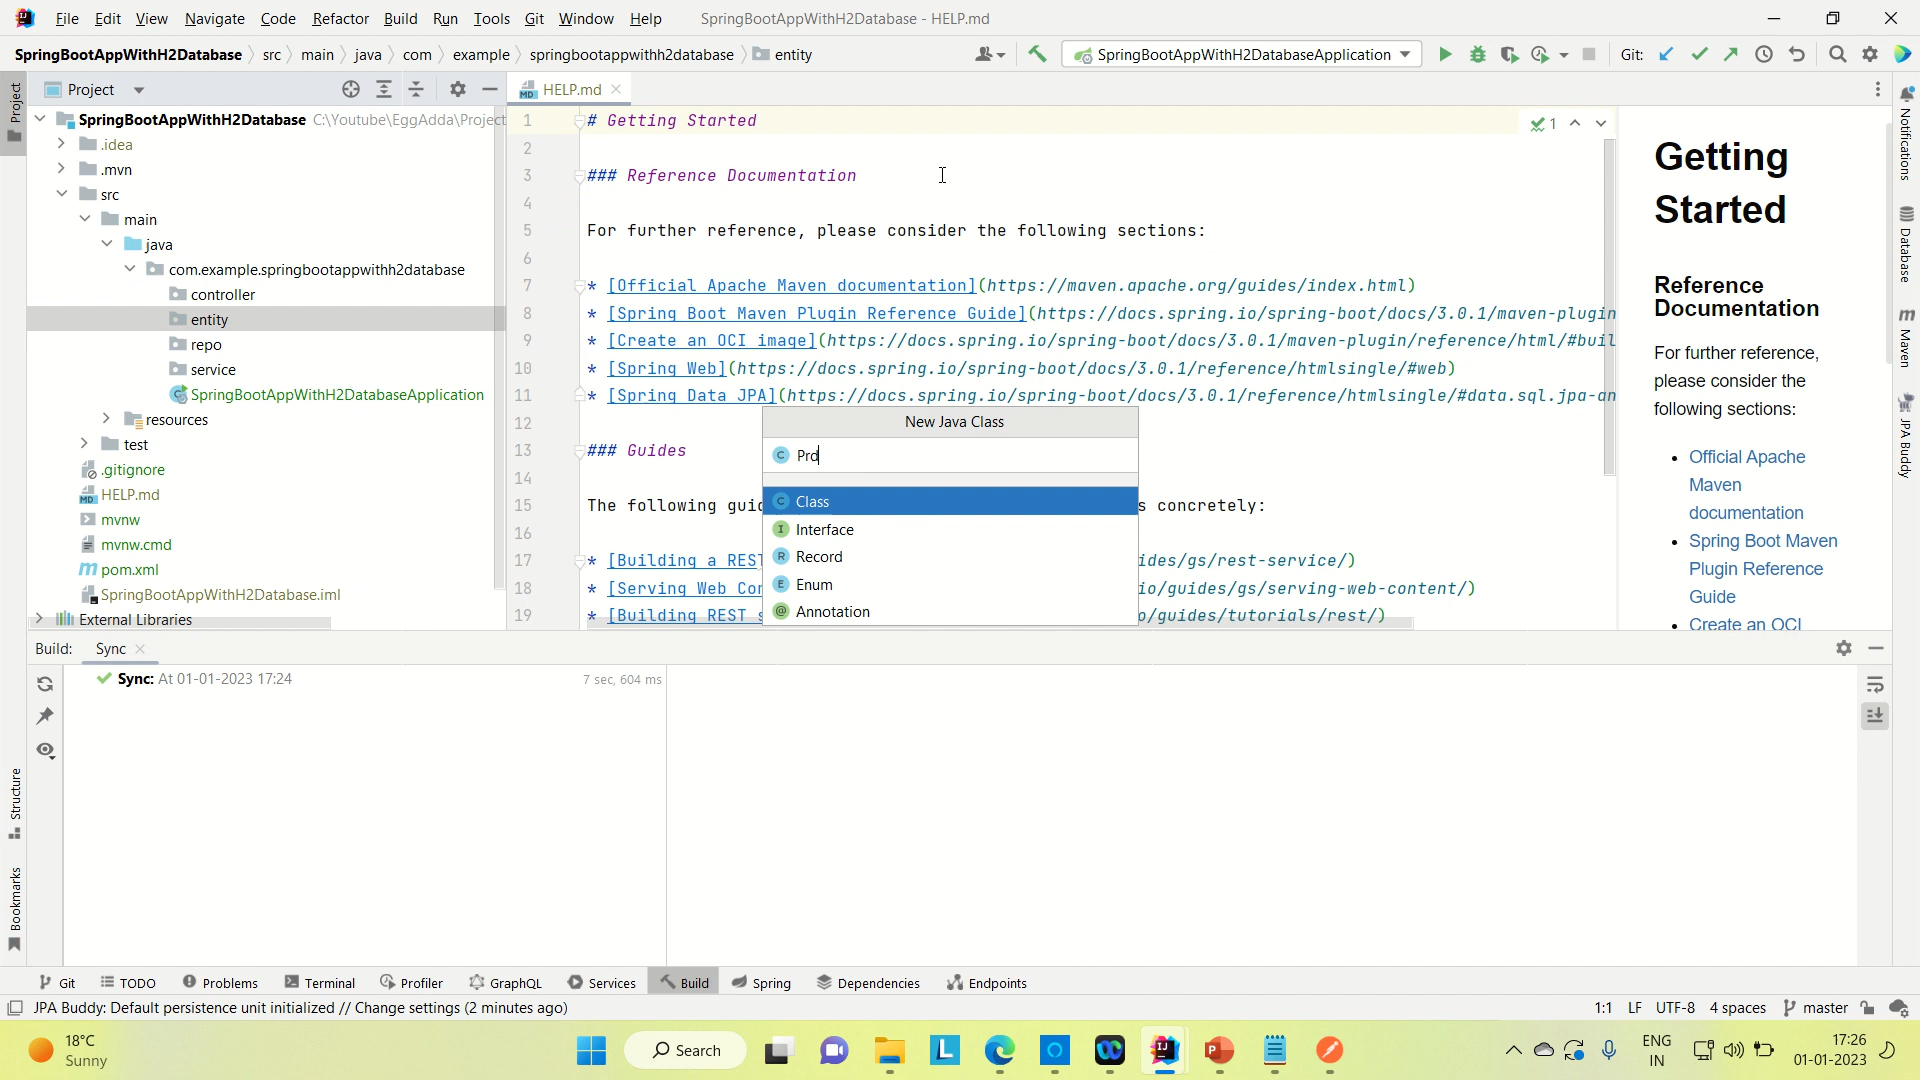 File Edit View Navigate Code Refactor Build Run Tools Git Window Help SpringBootAppWithH2Database - HELP.md
SpringBootAppWithH2Database src main java com example springbootappwithh2database entity SpringBootAppWithH2DatabaseApplication Git:
Project
HELP.md
SpringBootAppWithH2Database C:\Youtube\EggAdda\Project
.idea
.mvn
src
main
java
com.example.springbootappwithh2database
controller
entity
repo
service
SpringBootAppWithH2DatabaseApplication
resources
test
.gitignore
HELP.md
mvnw
mvnw.cmd
pom.xml
SpringBootAppWithH2Database.iml
External Libraries
1 # Getting Started
2
3 ### Reference Documentation
4
5 For further reference, please consider the following sections:
6
7 * [Official Apache Maven documentation](https://maven.apache.org/guides/index.html)
8 * [Spring Boot Maven Plugin Reference Guide](https://docs.spring.io/spring-boot/docs/3.0.1/maven-plugin
9 * [Create an OCI image](https://docs.spring.io/spring-boot/docs/3.0.1/maven-plugin/reference/html/#buil
10 * [Spring Web](https://docs.spring.io/spring-boot/docs/3.0.1/reference/htmlsingle/#web)
11 * [Spring Data JPA](https://docs.spring.io/spring-boot/docs/3.0.1/reference/htmlsingle/#data.sql.jpa-an
12
13 ### Guides
14
15 The following guid s concretely:
16
17 * [Building a REST ides/gs/rest-service/)
18 * [Serving Web Con io/guides/gs/serving-web-content/)
19 * [Building REST s o/guides/tutorials/rest/)
1
New Java Class
Prd
Class
Interface
Record
Enum
Annotation
Getting
Started
Reference
Documentation
For further reference,
please consider the
following sections:
Official Apache
Maven
documentation
Spring Boot Maven
Plugin Reference
Guide
Create an OCI
Project
Structure
Bookmarks
Notifications
Database
Maven
JPA Buddy
Build: Sync
Sync: At 01-01-2023 17:24 7 sec, 604 ms
Git TODO Problems Terminal Profiler GraphQL Services Build Spring Dependencies Endpoints
JPA Buddy: Default persistence unit initialized // Change settings (2 minutes ago) 1:1 LF UTF-8 4 spaces master
18°C
Sunny
Search
ENG
IN
17:26
01-01-2023